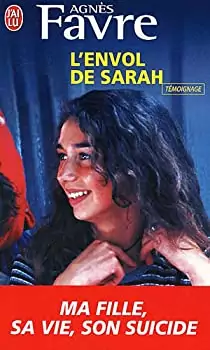 J'AI
LU
AGNÈS
Favre
L'ENVOL
DE SARAH
TÉMOIGNAGE
MA FILLE,
SA VIE, SON SUICIDE